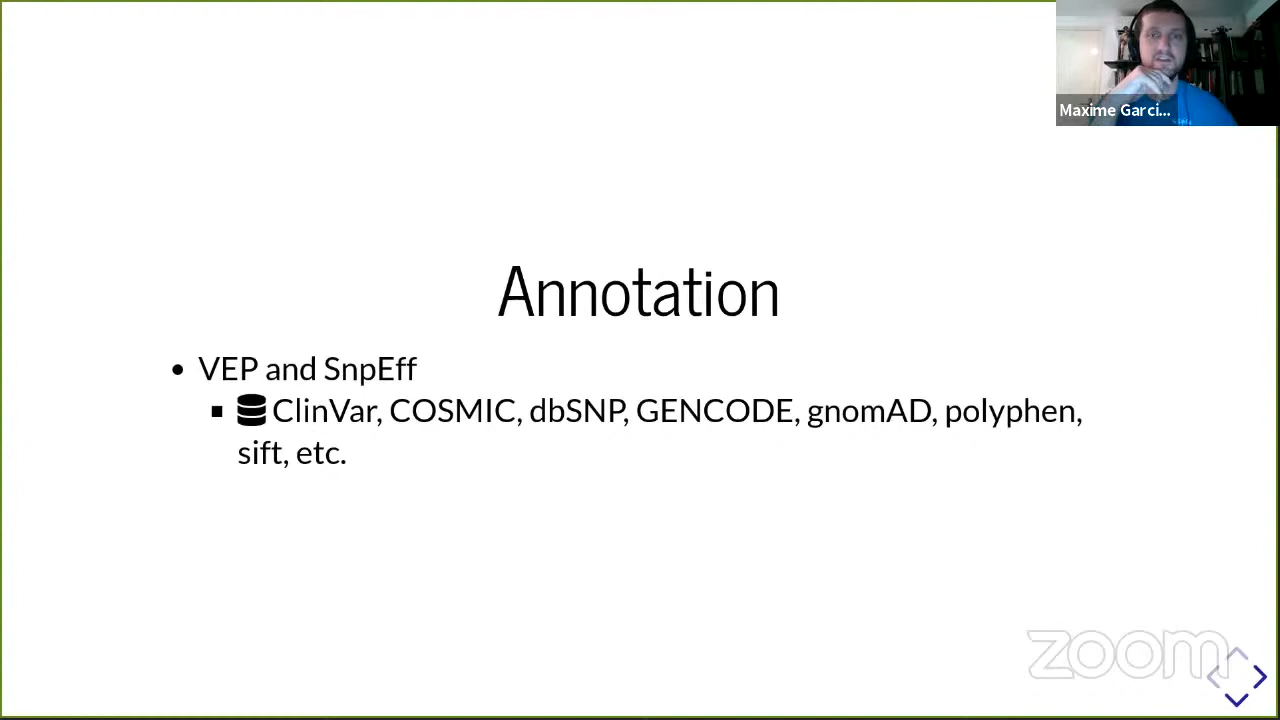 Maxime Garci...
Annotation
VEP and SnpEff
ClinVar, COSMIC, dbSNP, GENCODE, gnomAD, polyphen,
sift, etc.
zoom